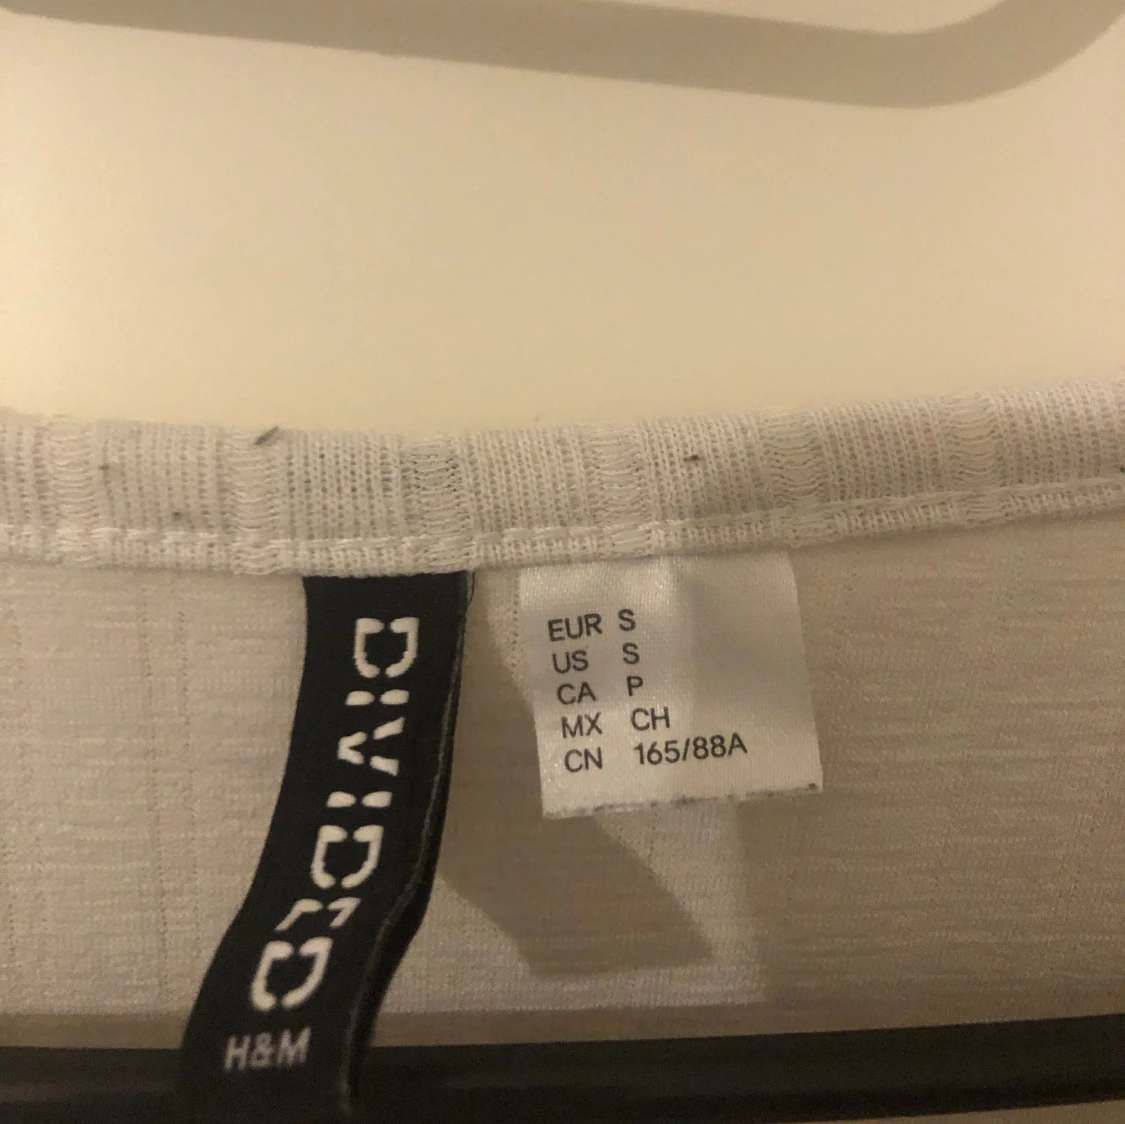 DIVIDED
H&M
EUR S
US S
CA P
MX CH
CN 165/88A